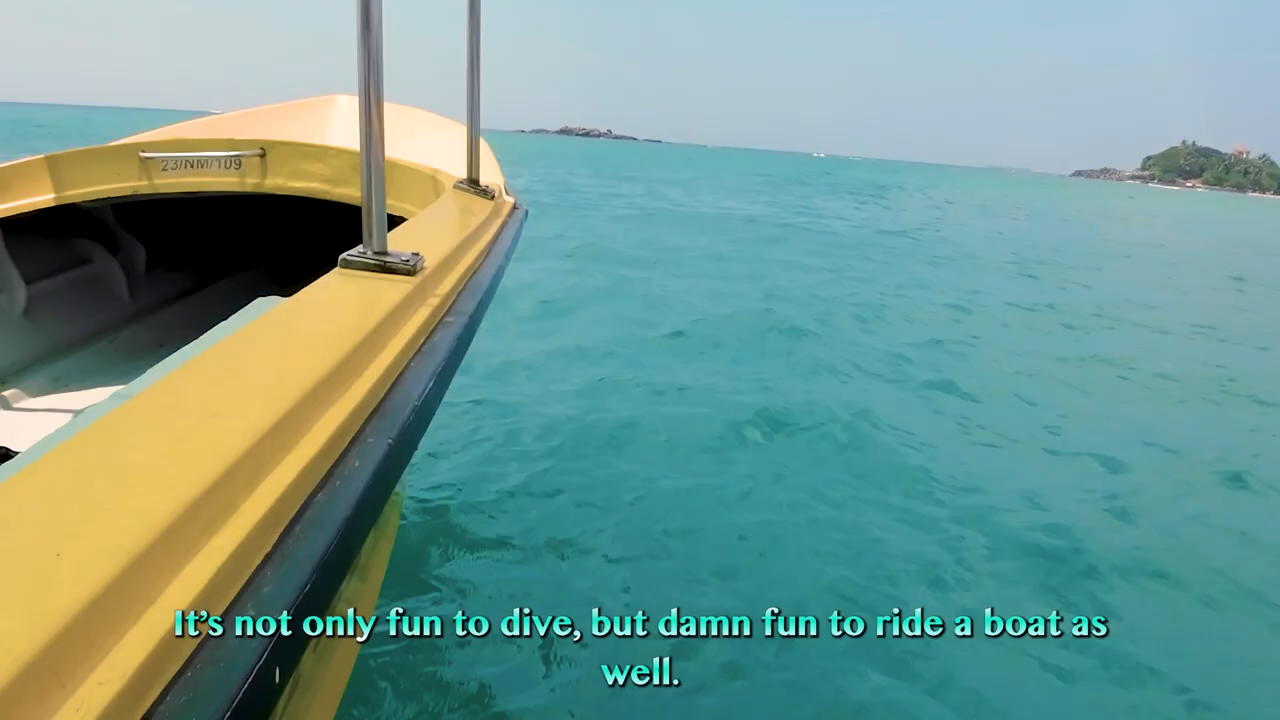 23/NM/109
It's not only fun to dive, but damn fun to ride a boat as
well.